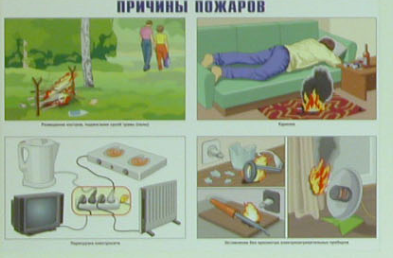 ПРИЧИНЫ ПОЖАРОВ
Курение
Перегрузка электросети
Оставление без присмотра электронагревательных приборов